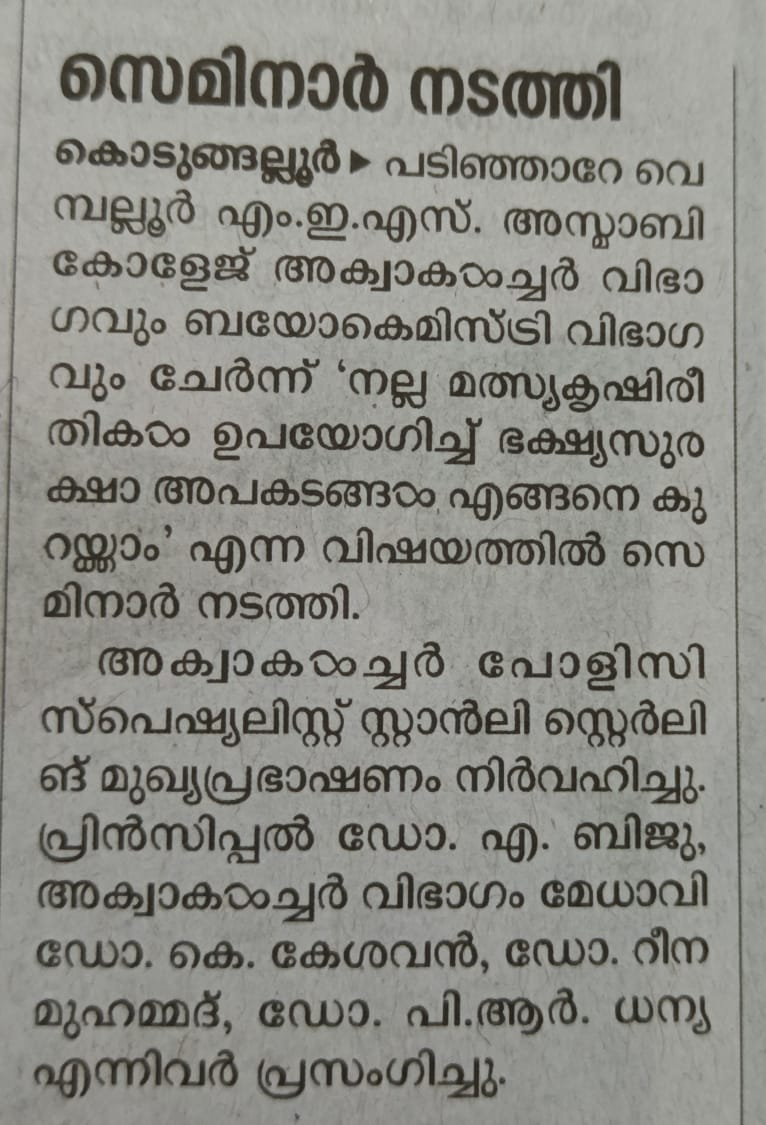 സെമിനാർ നടത്തി
കൊടുങ്ങല്ലൂർ ▶ പടിഞ്ഞാറേ വെ
മ്പല്ലൂർ എം.ഇ.എസ്. അസ്മാബി
കോളേജ് അക്വാകൾച്ചർ വിഭാ
ഗവും ബയോകെമിസ്ട്രി വിഭാഗ
വും ചേർന്ന് ‘നല്ല മത്സ്യകൃഷിരീ
തികൾ ഉപയോഗിച്ച് ഭക്ഷ്യസുര
ക്ഷാ അപകടങ്ങൾ എങ്ങനെ കു
റയ്ക്കാം’ എന്ന വിഷയത്തിൽ സെ
മിനാർ നടത്തി.
അക്വാകൾച്ചർ പോളിസി
സ്പെഷ്യലിസ്റ്റ് സ്റ്റാൻലി സ്റ്റെർലി
ങ് മുഖ്യപ്രഭാഷണം നിർവഹിച്ചു.
പ്രിൻസിപ്പൽ ഡോ. എ. ബിജു,
അക്വാകൾച്ചർ വിഭാഗം മേധാവി
ഡോ. കെ. കേശവൻ, ഡോ. റീന
മുഹമ്മദ്, ഡോ. പി.ആർ. ധന്യ
എന്നിവർ പ്രസംഗിച്ചു.